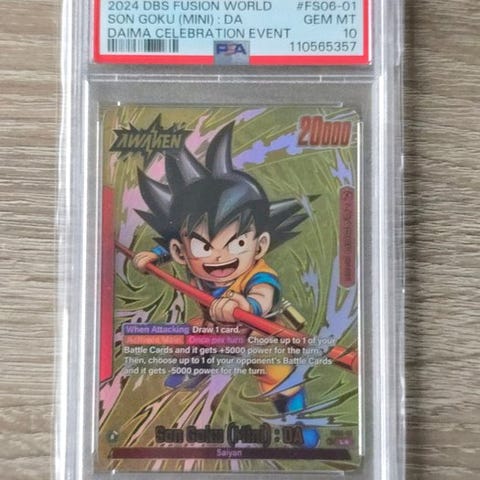 2024 DBS FUSION WORLD #FS06-01
SON GOKU (MINI) : DA GEM MT
DAIMA CELEBRATION EVENT 10
PSA 110565357
AWAKEN
20000
When Attacking Draw 1 card.
Activate: Main Once per turn Choose up to 1 of your
Battle Cards and it gets +5000 power for the turn.
Then, choose up to 1 of your opponent's Battle Cards
and it gets -5000 power for the turn.
Son Goku (Mini) : DA
Saiyan